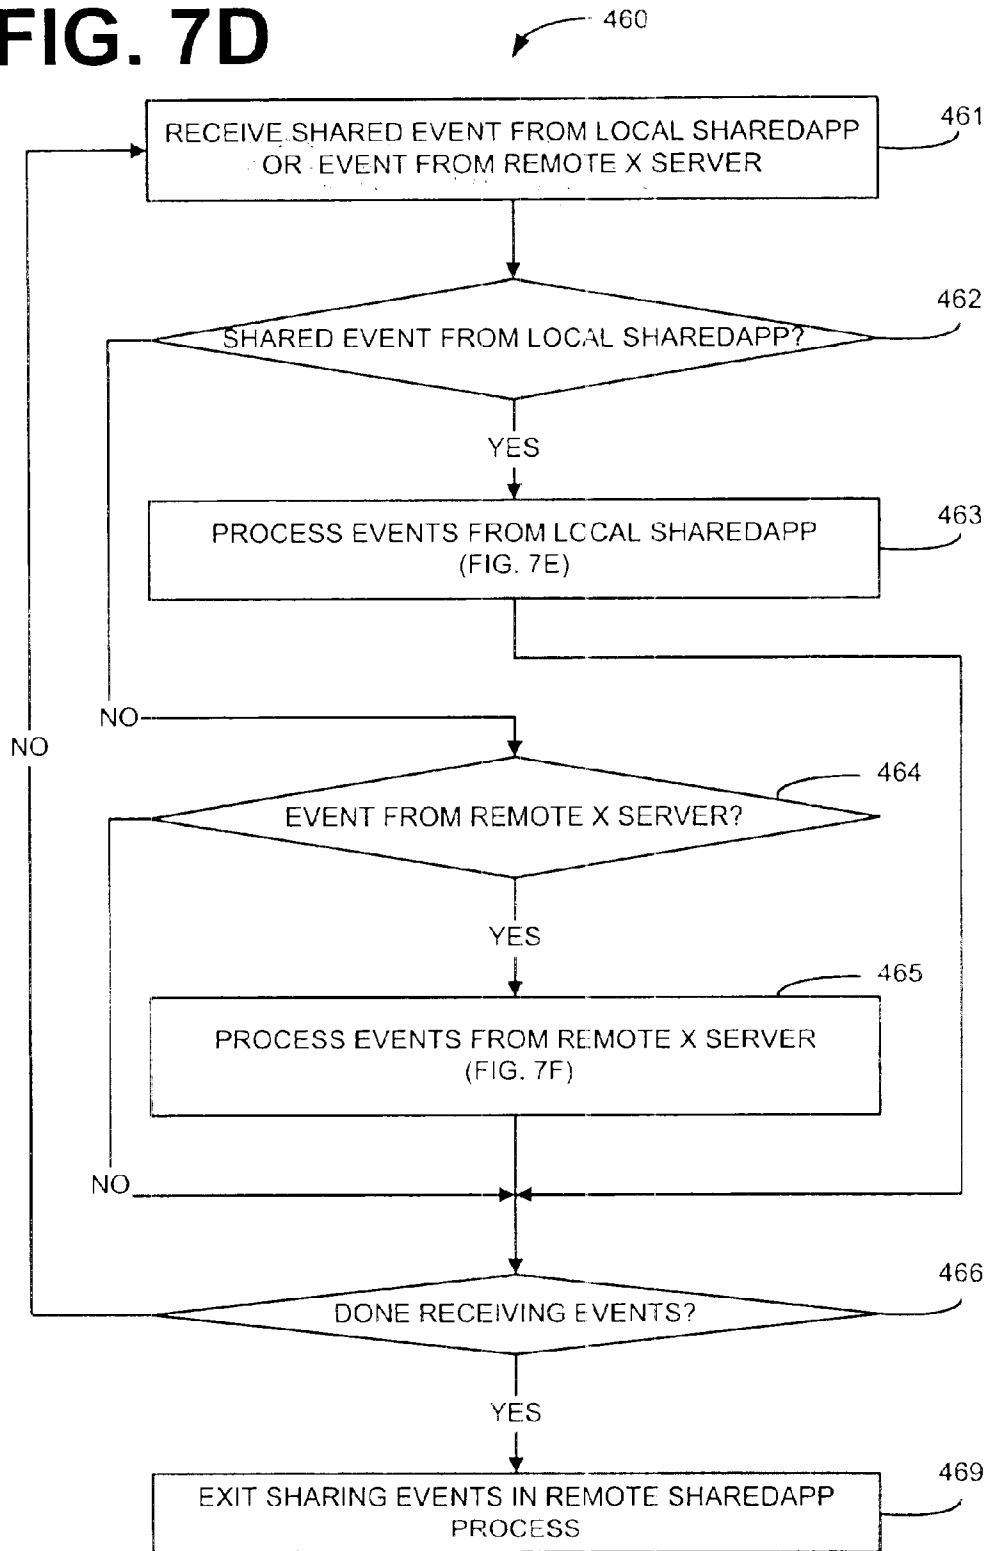 FIG. 7D
460
RECEIVE SHARED EVENT FROM LOCAL SHAREDAPP
OR EVENT FROM REMOTE X SERVER
461
SHARED EVENT FROM LOCAL SHAREDAPP?
462
YES
PROCESS EVENTS FROM LOCAL SHAREDAPP
(FIG. 7E)
463
NO
NO
EVENT FROM REMOTE X SERVER?
464
YES
PROCESS EVENTS FROM REMOTE X SERVER
(FIG. 7F)
465
NO
DONE RECEIVING EVENTS?
466
YES
EXIT SHARING EVENTS IN REMOTE SHAREDAPP
PROCESS
469